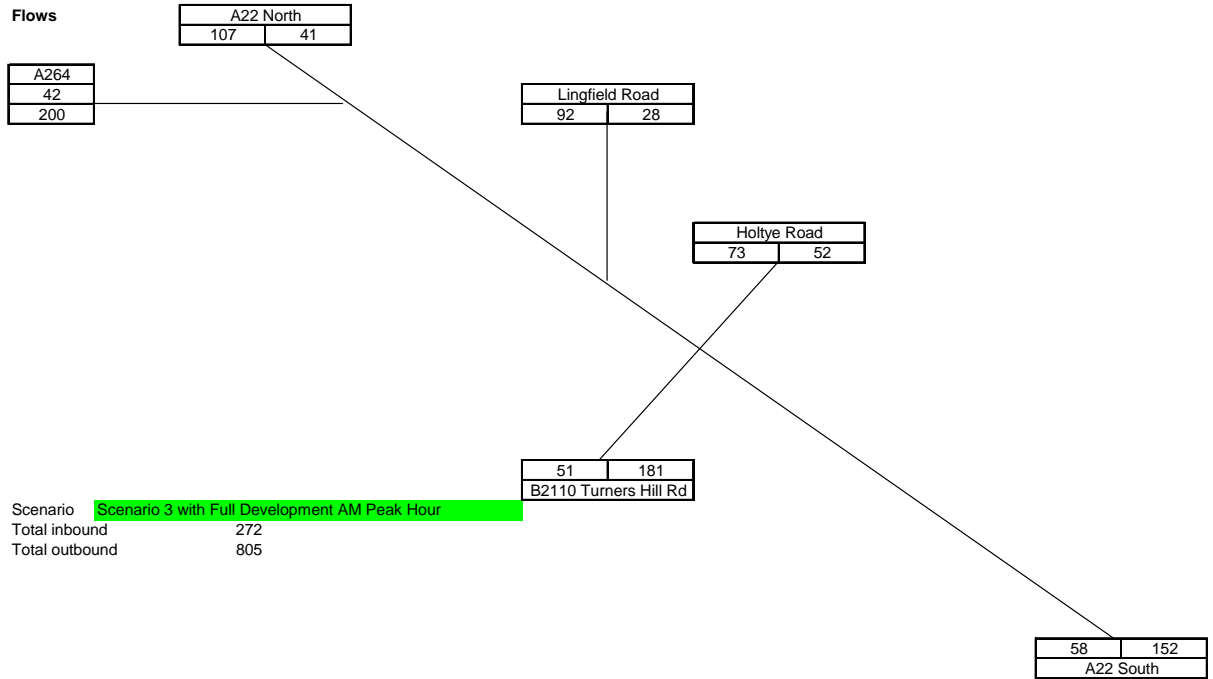 Flows
A22 North
107 41
A264
42
200
Lingfield Road
92 28
Holtye Road
73 52
51 181
B2110 Turners Hill Rd
Scenario Scenario 3 with Full Development AM Peak Hour
Total inbound 272
Total outbound 805
58 152
A22 South